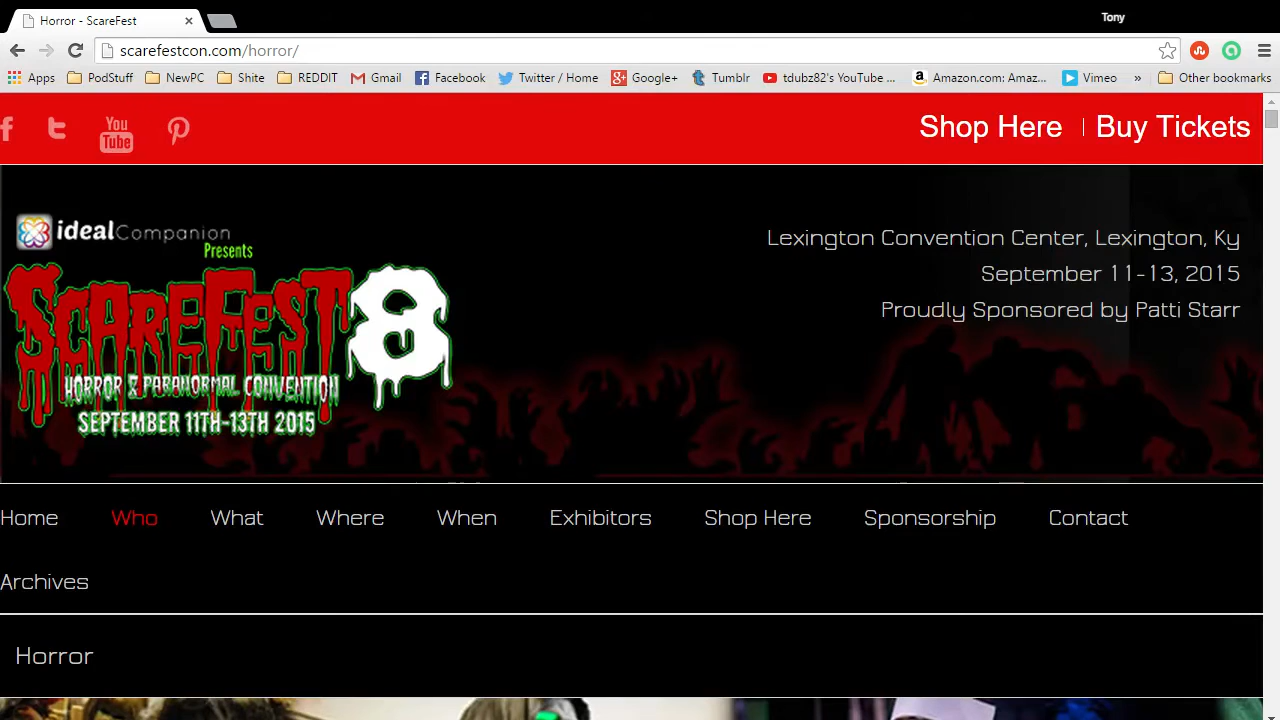 Tony
Horror - ScareFest
scarefestcon.com/horror/
Apps PodStuff NewPC Shite REDDIT Gmail Facebook Twitter / Home Google+ Tumblr tdubz82's YouTube ... Amazon.com: Amaz... Vimeo » Other bookmarks
You Tube
Shop Here | Buy Tickets
idealCompanion
Presents
SCAREFEST 8
HORROR & PARANORMAL CONVENTION
SEPTEMBER 11TH-13TH 2015
Lexington Convention Center, Lexington, Ky
September 11-13, 2015
Proudly Sponsored by Patti Starr
Home Who What Where When Exhibitors Shop Here Sponsorship Contact
Archives
Horror